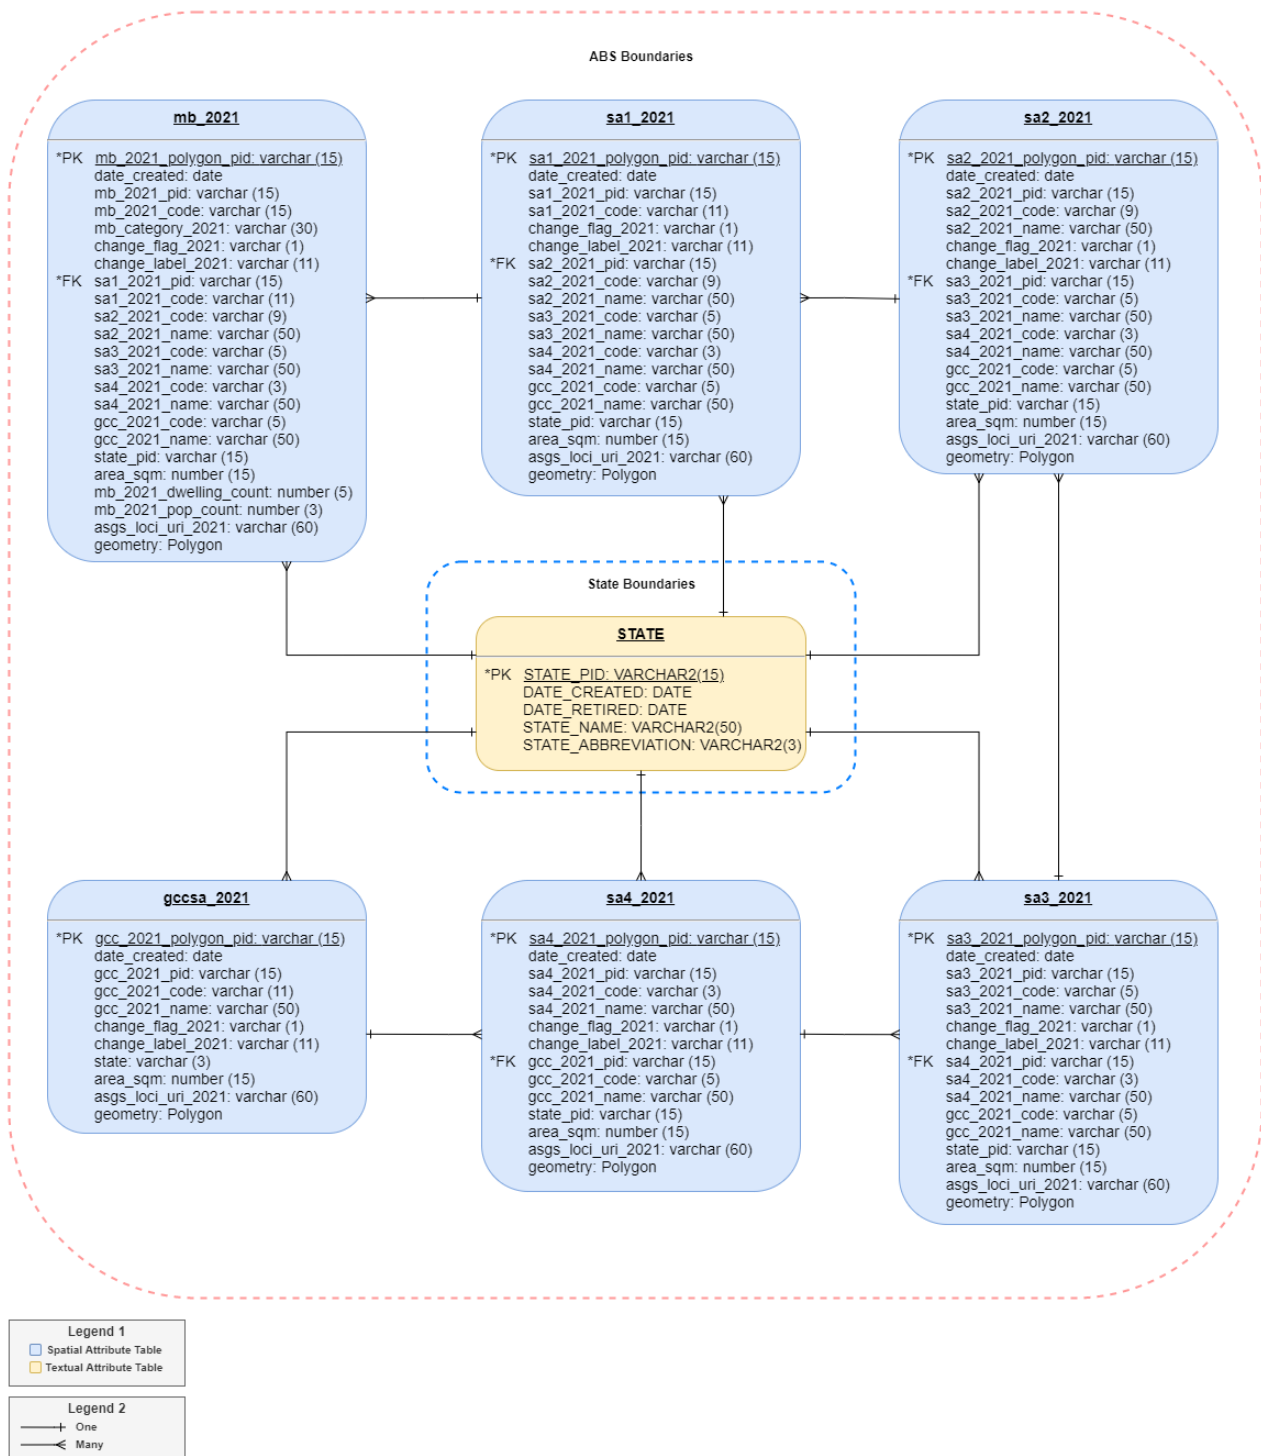 ABS Boundaries
mb_2021
*PK mb_2021_polygon_pid: varchar (15)
date_created: date
mb_2021_pid: varchar (15)
mb_2021_code: varchar (15)
mb_category_2021: varchar (30)
change_flag_2021: varchar (1)
change_label_2021: varchar (11)
*FK sa1_2021_pid: varchar (15)
sa1_2021_code: varchar (11)
sa2_2021_code: varchar (9)
sa2_2021_name: varchar (50)
sa3_2021_code: varchar (5)
sa3_2021_name: varchar (50)
sa4_2021_code: varchar (3)
sa4_2021_name: varchar (50)
gcc_2021_code: varchar (5)
gcc_2021_name: varchar (50)
state_pid: varchar (15)
area_sqm: number (15)
mb_2021_dwelling_count: number (5)
mb_2021_pop_count: number (3)
asgs_loci_uri_2021: varchar (60)
geometry: Polygon
sa1_2021
*PK sa1_2021_polygon_pid: varchar (15)
date_created: date
sa1_2021_pid: varchar (15)
sa1_2021_code: varchar (11)
change_flag_2021: varchar (1)
change_label_2021: varchar (11)
*FK sa2_2021_pid: varchar (15)
sa2_2021_code: varchar (9)
sa2_2021_name: varchar (50)
sa3_2021_code: varchar (5)
sa3_2021_name: varchar (50)
sa4_2021_code: varchar (3)
sa4_2021_name: varchar (50)
gcc_2021_code: varchar (5)
gcc_2021_name: varchar (50)
state_pid: varchar (15)
area_sqm: number (15)
asgs_loci_uri_2021: varchar (60)
geometry: Polygon
sa2_2021
*PK sa2_2021_polygon_pid: varchar (15)
date_created: date
sa2_2021_pid: varchar (15)
sa2_2021_code: varchar (9)
sa2_2021_name: varchar (50)
change_flag_2021: varchar (1)
change_label_2021: varchar (11)
*FK sa3_2021_pid: varchar (15)
sa3_2021_code: varchar (5)
sa3_2021_name: varchar (50)
sa4_2021_code: varchar (3)
sa4_2021_name: varchar (50)
gcc_2021_code: varchar (5)
gcc_2021_name: varchar (50)
state_pid: varchar (15)
area_sqm: number (15)
asgs_loci_uri_2021: varchar (60)
geometry: Polygon
State Boundaries
STATE
*PK STATE_PID: VARCHAR2(15)
DATE_CREATED: DATE
DATE_RETIRED: DATE
STATE_NAME: VARCHAR2(50)
STATE_ABBREVIATION: VARCHAR2(3)
gccsa_2021
*PK gcc_2021_polygon_pid: varchar (15)
date_created: date
gcc_2021_pid: varchar (15)
gcc_2021_code: varchar (11)
gcc_2021_name: varchar (50)
change_flag_2021: varchar (1)
change_label_2021: varchar (11)
state: varchar (3)
area_sqm: number (15)
asgs_loci_uri_2021: varchar (60)
geometry: Polygon
sa4_2021
*PK sa4_2021_polygon_pid: varchar (15)
date_created: date
sa4_2021_pid: varchar (15)
sa4_2021_code: varchar (3)
sa4_2021_name: varchar (50)
change_flag_2021: varchar (1)
change_label_2021: varchar (11)
*FK gcc_2021_pid: varchar (15)
gcc_2021_code: varchar (5)
gcc_2021_name: varchar (50)
state_pid: varchar (15)
area_sqm: number (15)
asgs_loci_uri_2021: varchar (60)
geometry: Polygon
sa3_2021
*PK sa3_2021_polygon_pid: varchar (15)
date_created: date
sa3_2021_pid: varchar (15)
sa3_2021_code: varchar (5)
sa3_2021_name: varchar (50)
change_flag_2021: varchar (1)
change_label_2021: varchar (11)
*FK sa4_2021_pid: varchar (15)
sa4_2021_code: varchar (3)
sa4_2021_name: varchar (50)
gcc_2021_code: varchar (5)
gcc_2021_name: varchar (50)
state_pid: varchar (15)
area_sqm: number (15)
asgs_loci_uri_2021: varchar (60)
geometry: Polygon
Legend 1
Spatial Attribute Table
Textual Attribute Table
Legend 2
One
Many